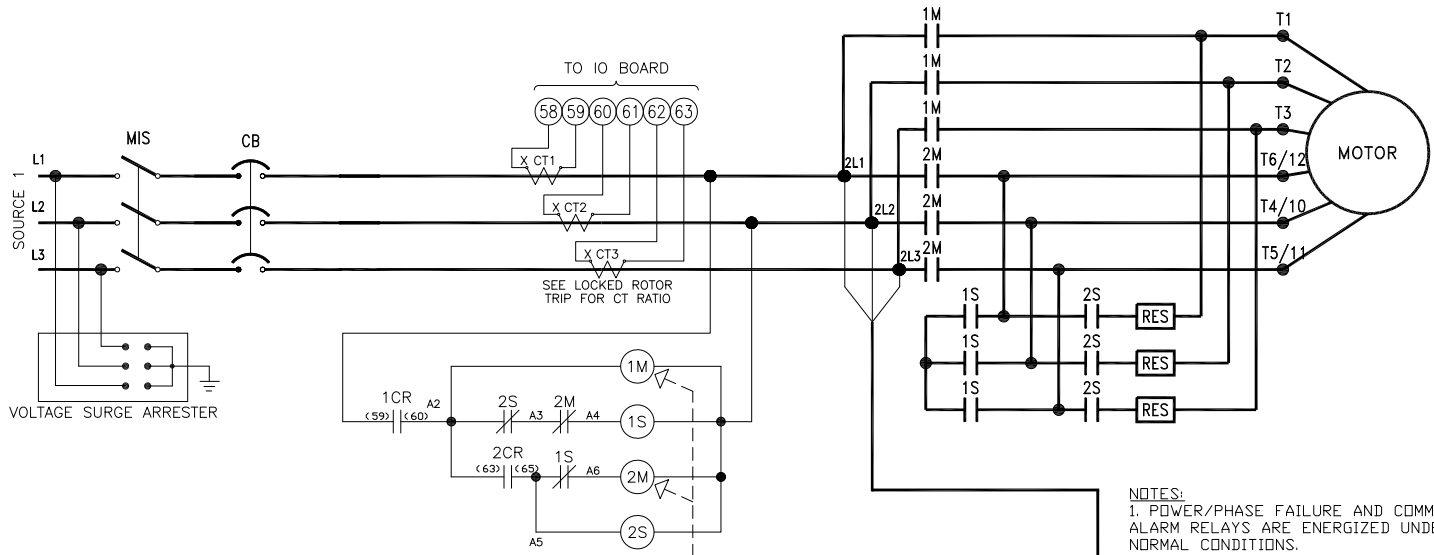 1M
T1
TO IO BOARD
1M
T2
58 59 60 61 62 63
1M
T3
MIS
CB
MOTOR
SOURCE 1
L1
X CT1
2L1
2M
T6/12
L2
X CT2
2L2
2M
T4/10
L3
X CT3
2L3
2M
T5/11
SEE LOCKED ROTOR
TRIP FOR CT RATIO
1S
2S
RES
1S
2S
RES
1S
2S
RES
VOLTAGE SURGE ARRESTER
1M
1CR
(59) (60)
A2
2S
A3
2M
A4
1S
2CR
(63) (65)
1S
A6
2M
A5
2S
NOTES:
1. POWER/PHASE FAILURE AND COMM
ALARM RELAYS ARE ENERGIZED UNDE
NORMAL CONDITIONS.